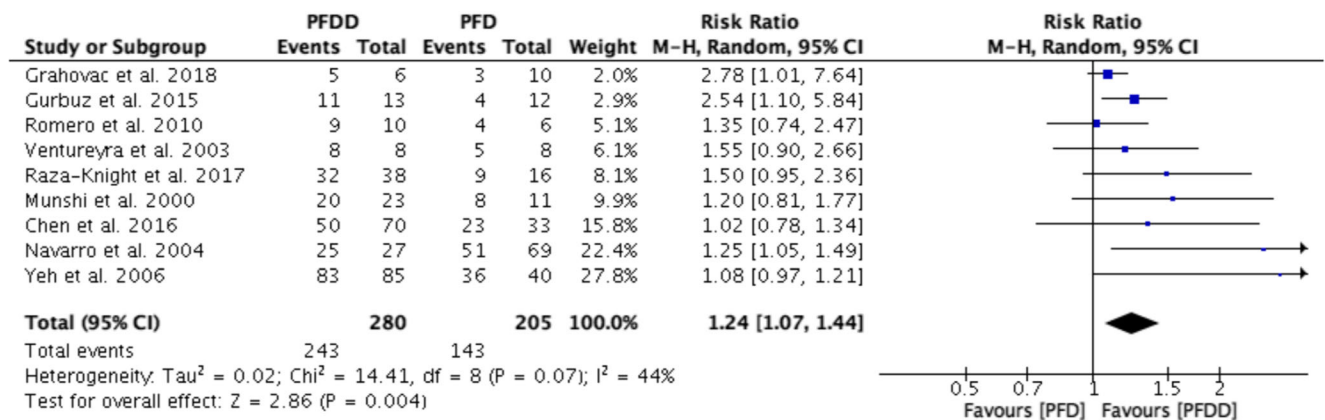 PFDD PFD Risk Ratio Risk Ratio
Study or Subgroup Events Total Events Total Weight M-H, Random, 95% CI M-H, Random, 95% CI
Grahovac et al. 2018 5 6 3 10 2.0% 2.78 [1.01, 7.64]
Gurbuz et al. 2015 11 13 4 12 2.9% 2.54 [1.10, 5.84]
Romero et al. 2010 9 10 4 6 5.1% 1.35 [0.74, 2.47]
Ventureyra et al. 2003 8 8 5 8 6.1% 1.55 [0.90, 2.66]
Raza-Knight et al. 2017 32 38 9 16 8.1% 1.50 [0.95, 2.36]
Munshi et al. 2000 20 23 8 11 9.9% 1.20 [0.81, 1.77]
Chen et al. 2016 50 70 23 33 15.8% 1.02 [0.78, 1.34]
Navarro et al. 2004 25 27 51 69 22.4% 1.25 [1.05, 1.49]
Yeh et al. 2006 83 85 36 40 27.8% 1.08 [0.97, 1.21]
Total (95% CI) 280 205 100.0% 1.24 [1.07, 1.44]
Total events 243 143
Heterogeneity: Tau² = 0.02; Chi² = 14.41, df = 8 (P = 0.07); I² = 44%
Test for overall effect: Z = 2.86 (P = 0.004)
0.5 0.7 1 1.5 2
Favours [PFD] Favours [PFDD]